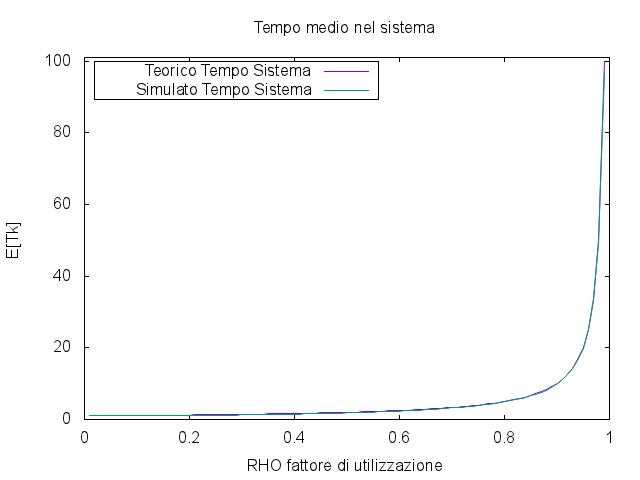 Tempo medio nel sistema
100
Teorico Tempo Sistema
Simulato Tempo Sistema
80
60
E[Tk]
40
20
0
0 0.2 0.4 0.6 0.8 1
RHO fattore di utilizzazione